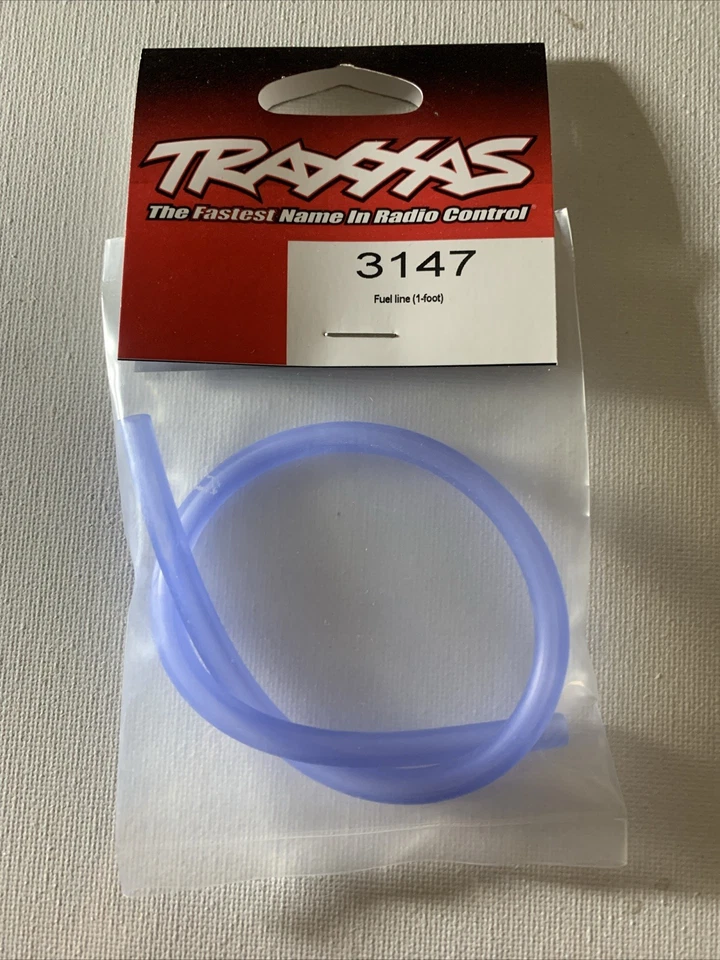 TRAXXAS
The Fastest Name In Radio Control
3147
Fuel line (1-foot)